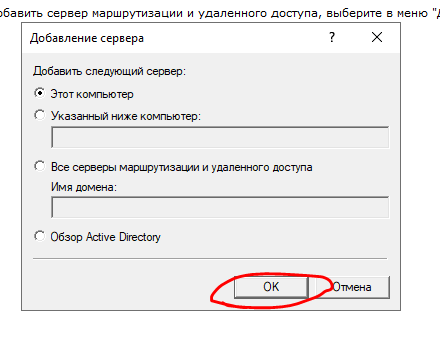 обавить сервер маршрутизации и удаленного доступа, выберите в меню "Д
Добавление сервера
?
Добавить следующий сервер:
Этот компьютер
Указанный ниже компьютер:
Все серверы маршрутизации и удаленного доступа
Имя домена:
Обзор Active Directory
OK
Отмена